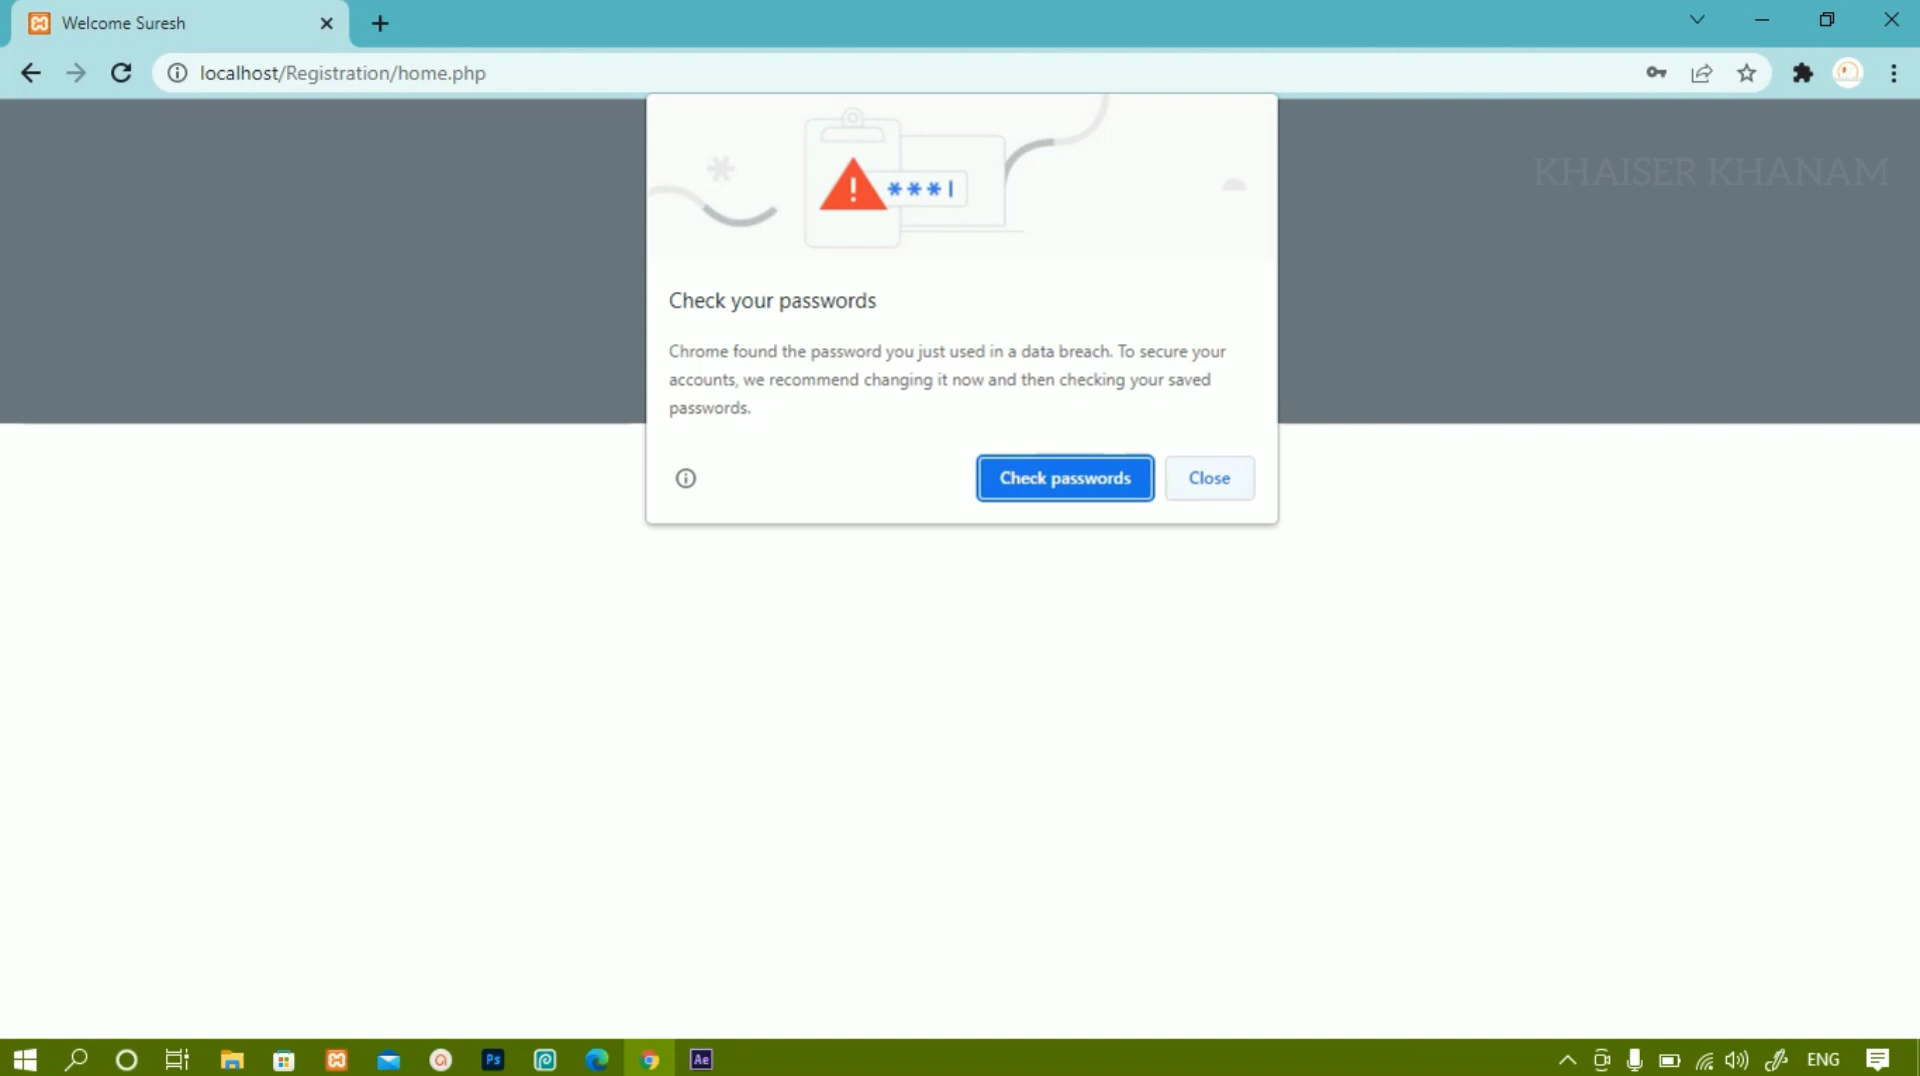 Welcome Suresh
localhost/Registration/home.php
KHAISER KHANAM
***|
Check your passwords
Chrome found the password you just used in a data breach. To secure your
accounts, we recommend changing it now and then checking your saved
passwords.
Check passwords
Close
Ps
Ae
ENG